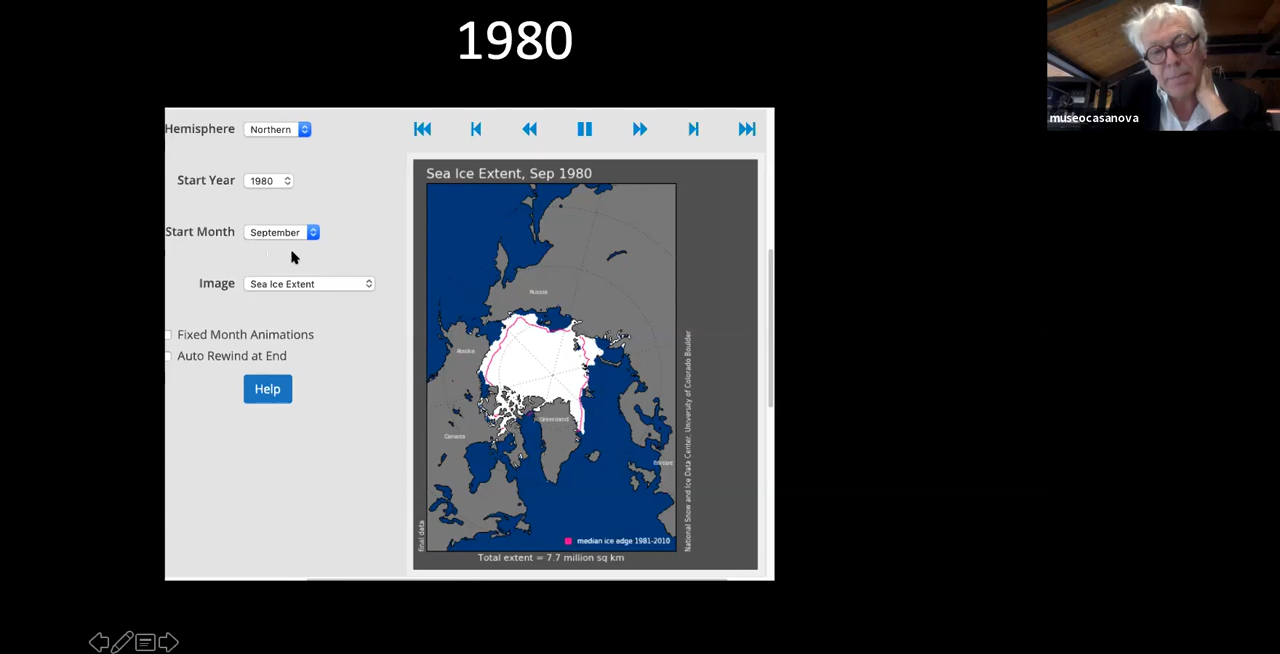 1980
museocasanova
Hemisphere Northern
Start Year 1980
Start Month September
Image Sea Ice Extent
Fixed Month Animations
Auto Rewind at End
Help
Sea Ice Extent, Sep 1980
Russia
Alaska
Greenland
Canada
Europe
median ice edge 1981-2010
final data
National Snow and Ice Data Center, University of Colorado Boulder
Total extent = 7.7 million sq km